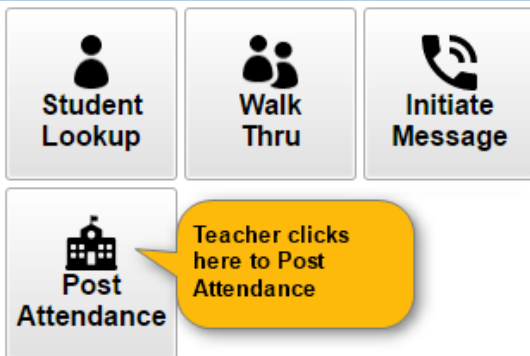 Student
Lookup
Walk
Thru
Initiate
Message
Post
Attendance
Teacher clicks
here to Post
Attendance